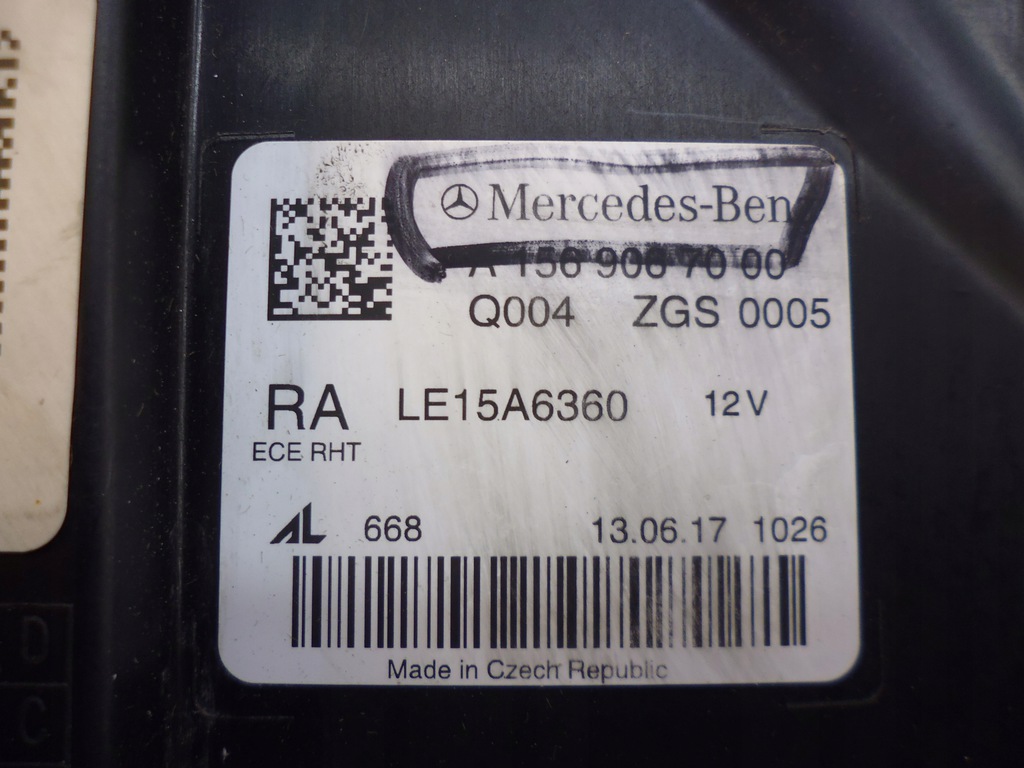 Mercedes-Ben
A 156 906 70 00
Q004 ZGS 0005
RA LE15A6360 12V
ECE RHT
AL 668 13.06.17 1026
Made in Czech Republic
D
C